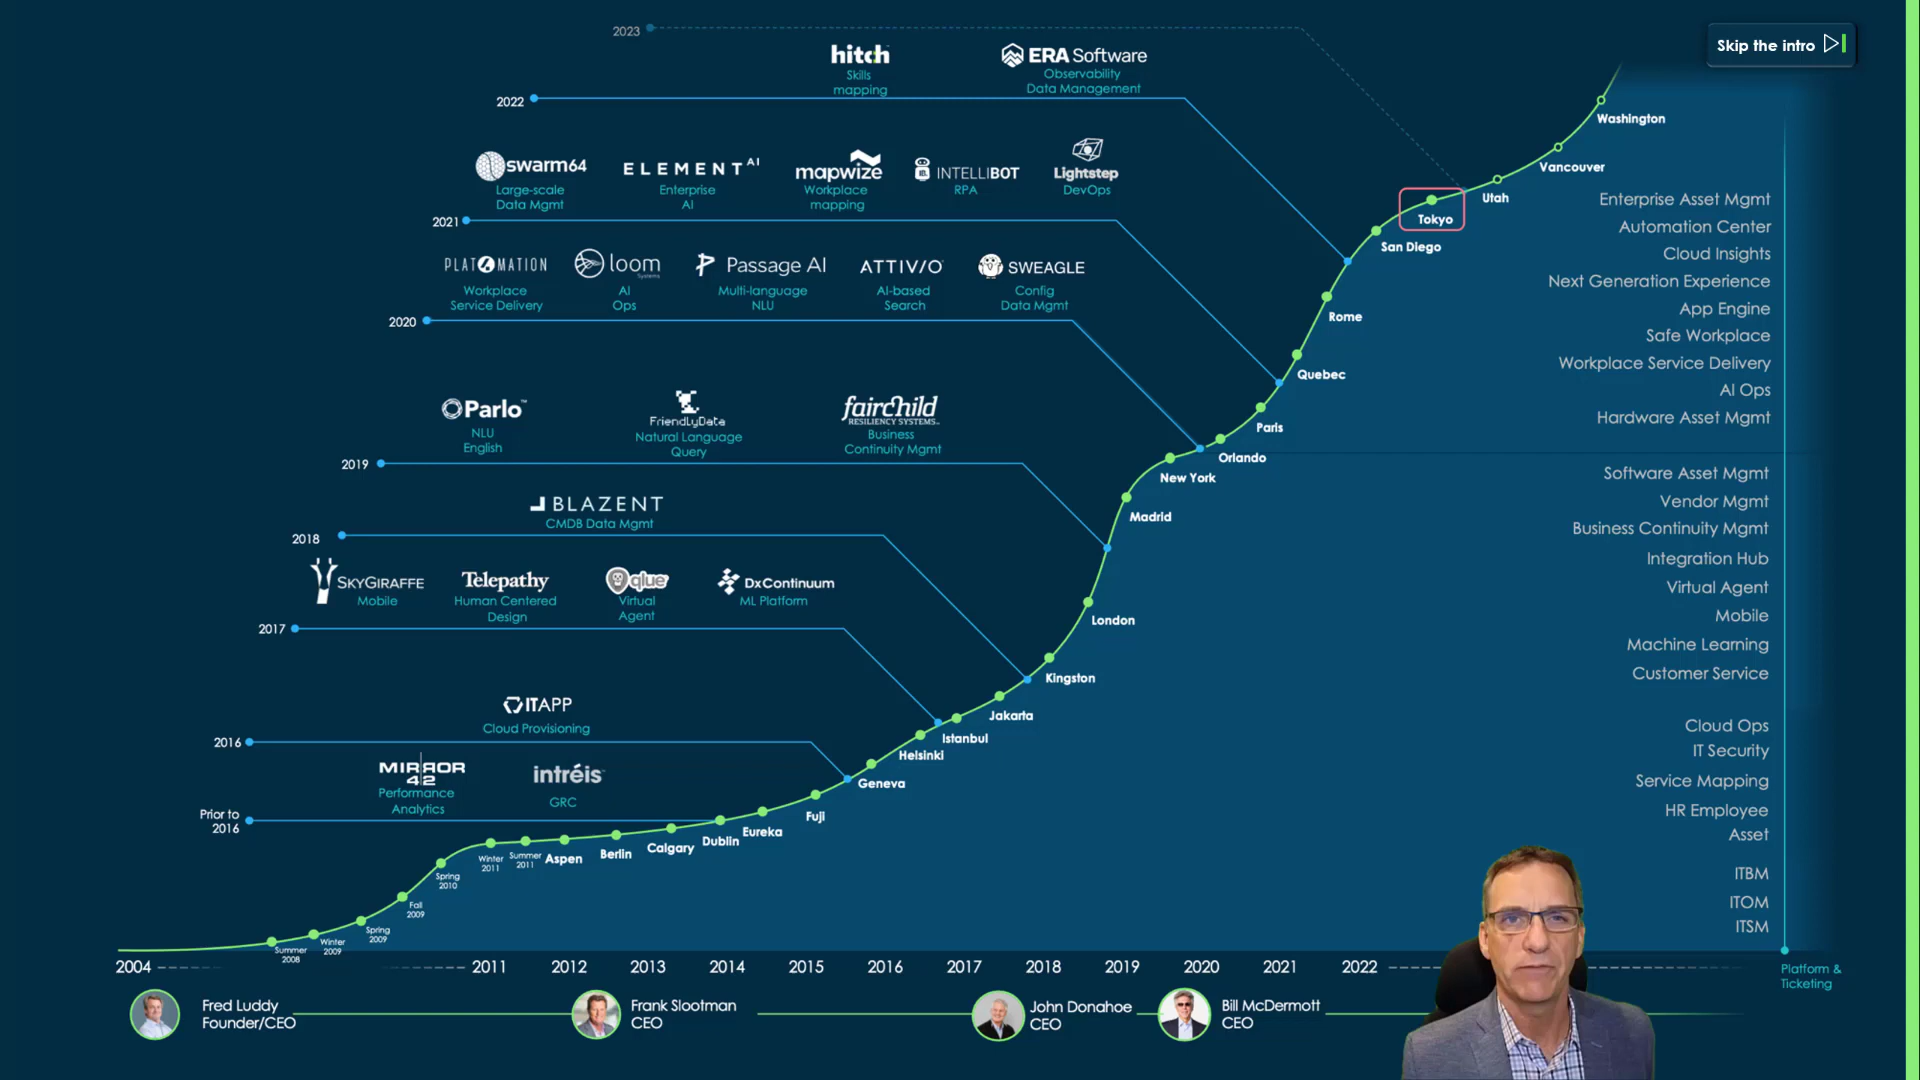 2023
Skip the intro
hitch
Skills
mapping
ERA Software
Observability
Data Management
2022
Washington
swarm64
Large-scale
Data Mgmt
ELEMENT AI
Enterprise
AI
mapwize
Workplace
mapping
INTELLIBOT
RPA
Lightstep
DevOps
Vancouver
2021
Utah
Tokyo
San Diego
PLAT4MATION
Workplace
Service Delivery
loom
Systems
AI
Ops
Passage AI
Multi-language
NLU
ATTIV/O
AI-based
Search
SWEAGLE
Config
Data Mgmt
2020
Rome
Quebec
Parlo™
NLU
English
FriendlyData
Natural Language
Query
fairchild
RESILIENCY SYSTEMS
Business
Continuity Mgmt
Paris
Orlando
2019
New York
Madrid
BLAZENT
CMDB Data Mgmt
2018
SKYGIRAFFE
Mobile
Telepathy
Human Centered
Design
qlue
Virtual
Agent
DxContinuum
ML Platform
London
2017
Kingston
ITAPP
Cloud Provisioning
Jakarta
Istanbul
2016
Helsinki
Geneva
MIRROR
42
Performance
Analytics
intréis
GRC
Prior to
2016
Fuji
Eureka
Dublin
Calgary
Berlin
Aspen
Summer
2011
Winter
2011
Spring
2010
Fall
2009
Spring
2009
Winter
2009
Summer
2008
Enterprise Asset Mgmt
Automation Center
Cloud Insights
Next Generation Experience
App Engine
Safe Workplace
Workplace Service Delivery
AI Ops
Hardware Asset Mgmt
Software Asset Mgmt
Vendor Mgmt
Business Continuity Mgmt
Integration Hub
Virtual Agent
Mobile
Machine Learning
Customer Service
Cloud Ops
IT Security
Service Mapping
HR Employee
Asset
ITBM
ITOM
ITSM
Platform &
Ticketing
2004 2011 2012 2013 2014 2015 2016 2017 2018 2019 2020 2021 2022
Fred Luddy
Founder/CEO
Frank Slootman
CEO
John Donahoe
CEO
Bill McDermott
CEO